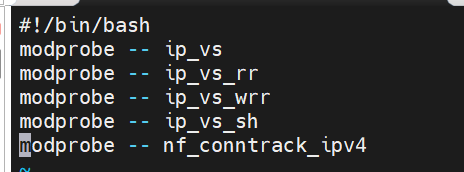 #!/bin/bash
modprobe -- ip_vs
modprobe -- ip_vs_rr
modprobe -- ip_vs_wrr
modprobe -- ip_vs_sh
modprobe -- nf_conntrack_ipv4
~